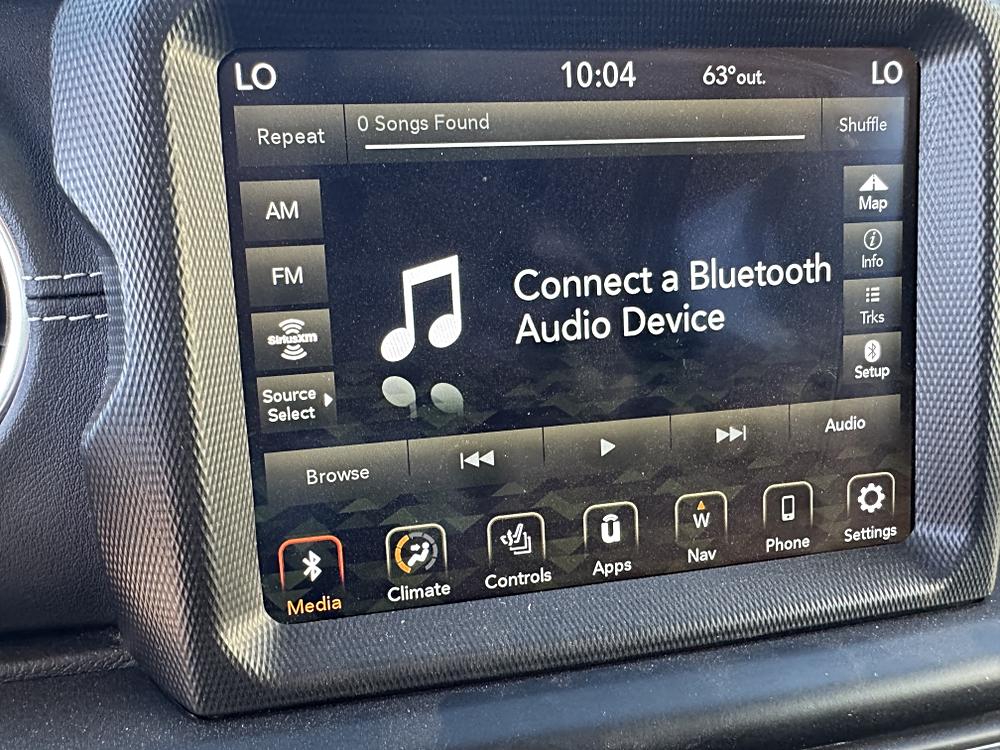 LO 10:04 63°out. LO
Repeat 0 Songs Found Shuffle
AM
FM
SiriusXM
Source
Select
Connect a Bluetooth
Audio Device
Map
Info
Trks
Setup
Browse Audio
Media Climate Controls Apps W Nav Phone Settings